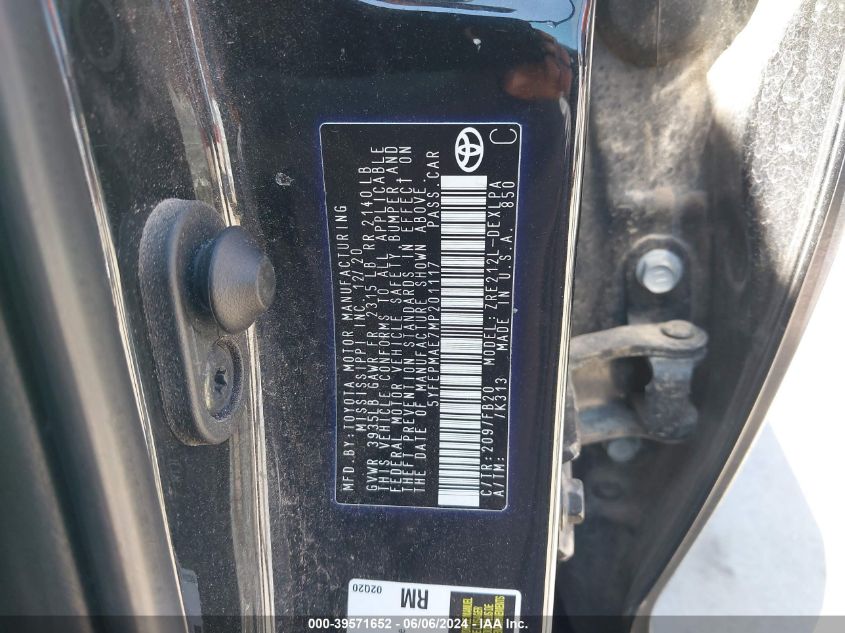 MFD.BY:TOYOTA MOTOR MANUFACTURING
MISSISSIPPI INC. 12/20
GVWR 3935LB GAWR FR 2315 LB RR 2140 LB
THIS VEHICLE CONFORMS TO ALL APPLICABLE
FEDERAL MOTOR VEHICLE SAFETY BUMPER AND
THEFT PREVENTION STANDARDS IN EFFECT ON
THE DATE OF MANUFACTURE SHOWN ABOVE.
5YFEPMAE7MP201117 PASS.CAR
C/TR: 209/FB20 MODEL: ZRE212L-DEXLPA
A/TM: /K313 MADE IN U.S.A. 850
C
02Q20
RM
000-39571652 - 06/06/2024 - IAA Inc.